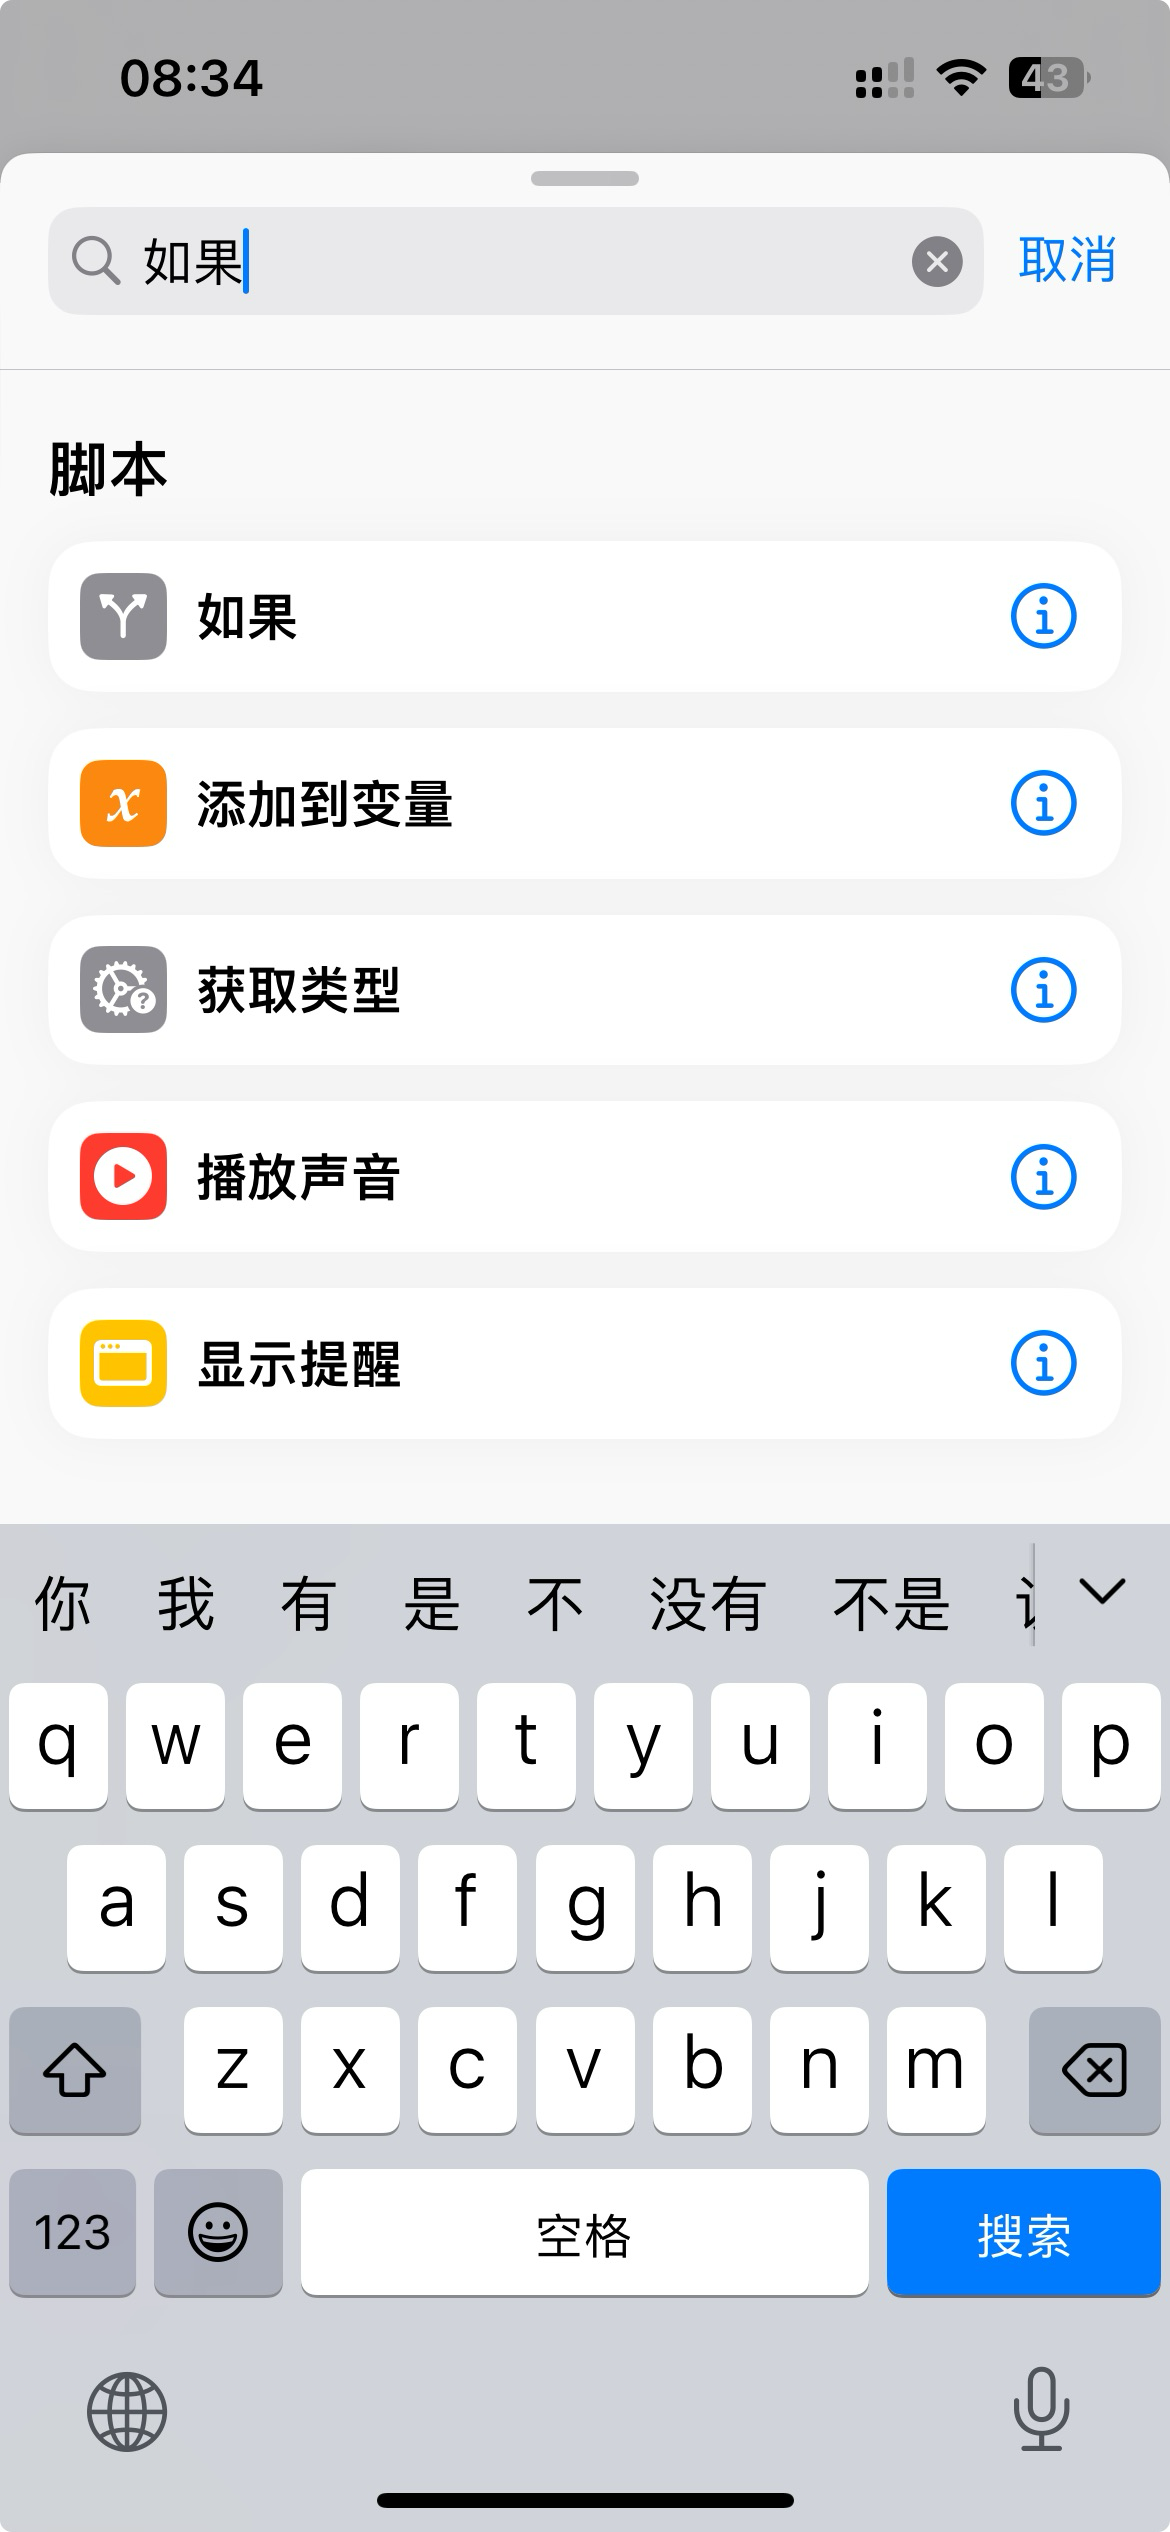 08:34
43
如果
取消
脚本
如果
添加到变量
获取类型
播放声音
显示提醒
你 我 有 是 不 没有 不是
q w e r t y u i o p
a s d f g h j k l
z x c v b n m
123 空格 搜索